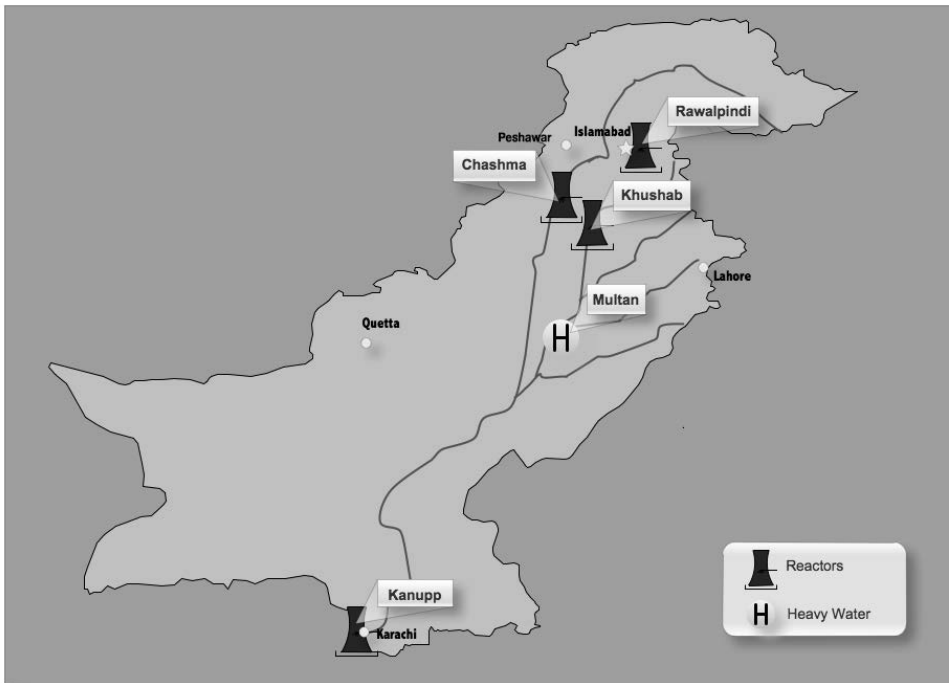 Rawalpindi
Islamabad
Peshawar
Chashma
Khushab
Lahore
Multan
H
Quetta
Kanupp
Karachi
Reactors
H
Heavy Water